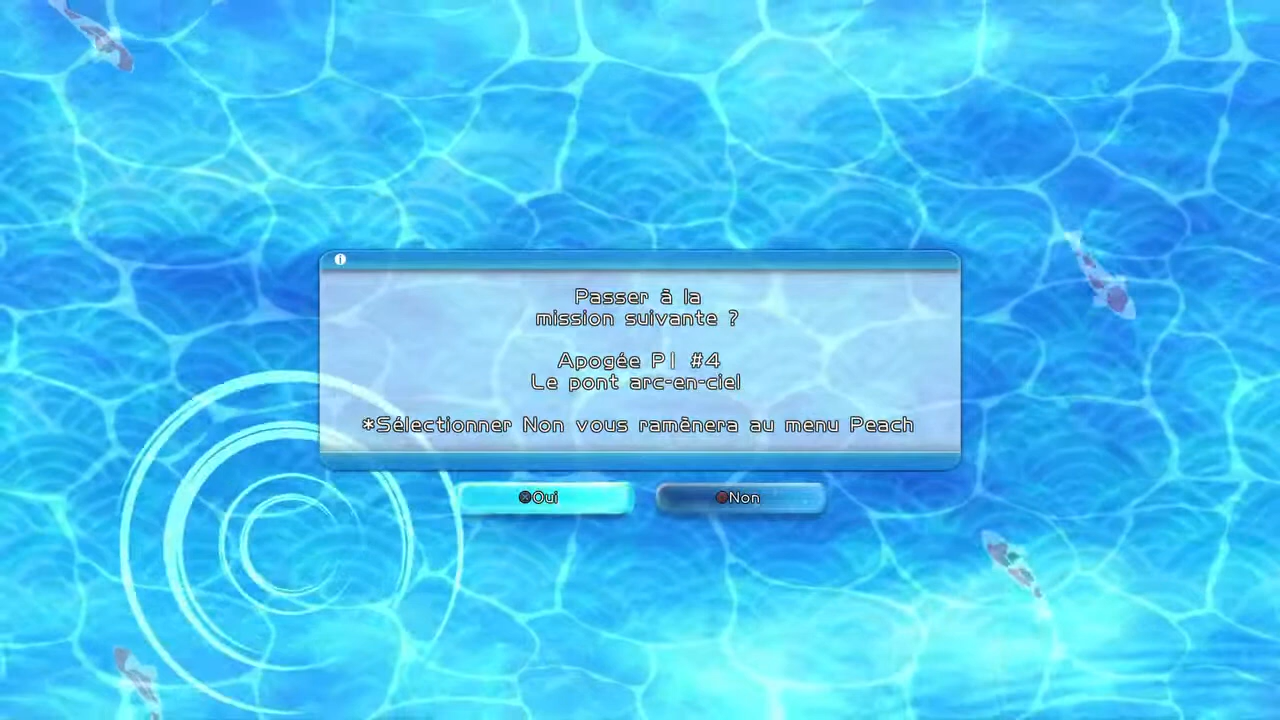 Passer à la
mission suivante ?
Apogée P1 #4
Le pont arc-en-ciel
*Sélectionner Non vous ramènera au menu Peach
Oui
Non